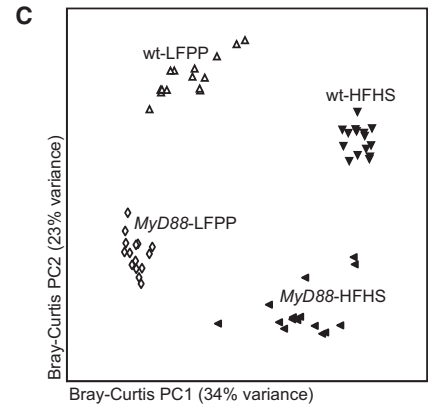 C
wt-LFPP
wt-HFHS
MyD88-LFPP
MyD88-HFHS
Bray-Curtis PC2 (23% variance)
Bray-Curtis PC1 (34% variance)